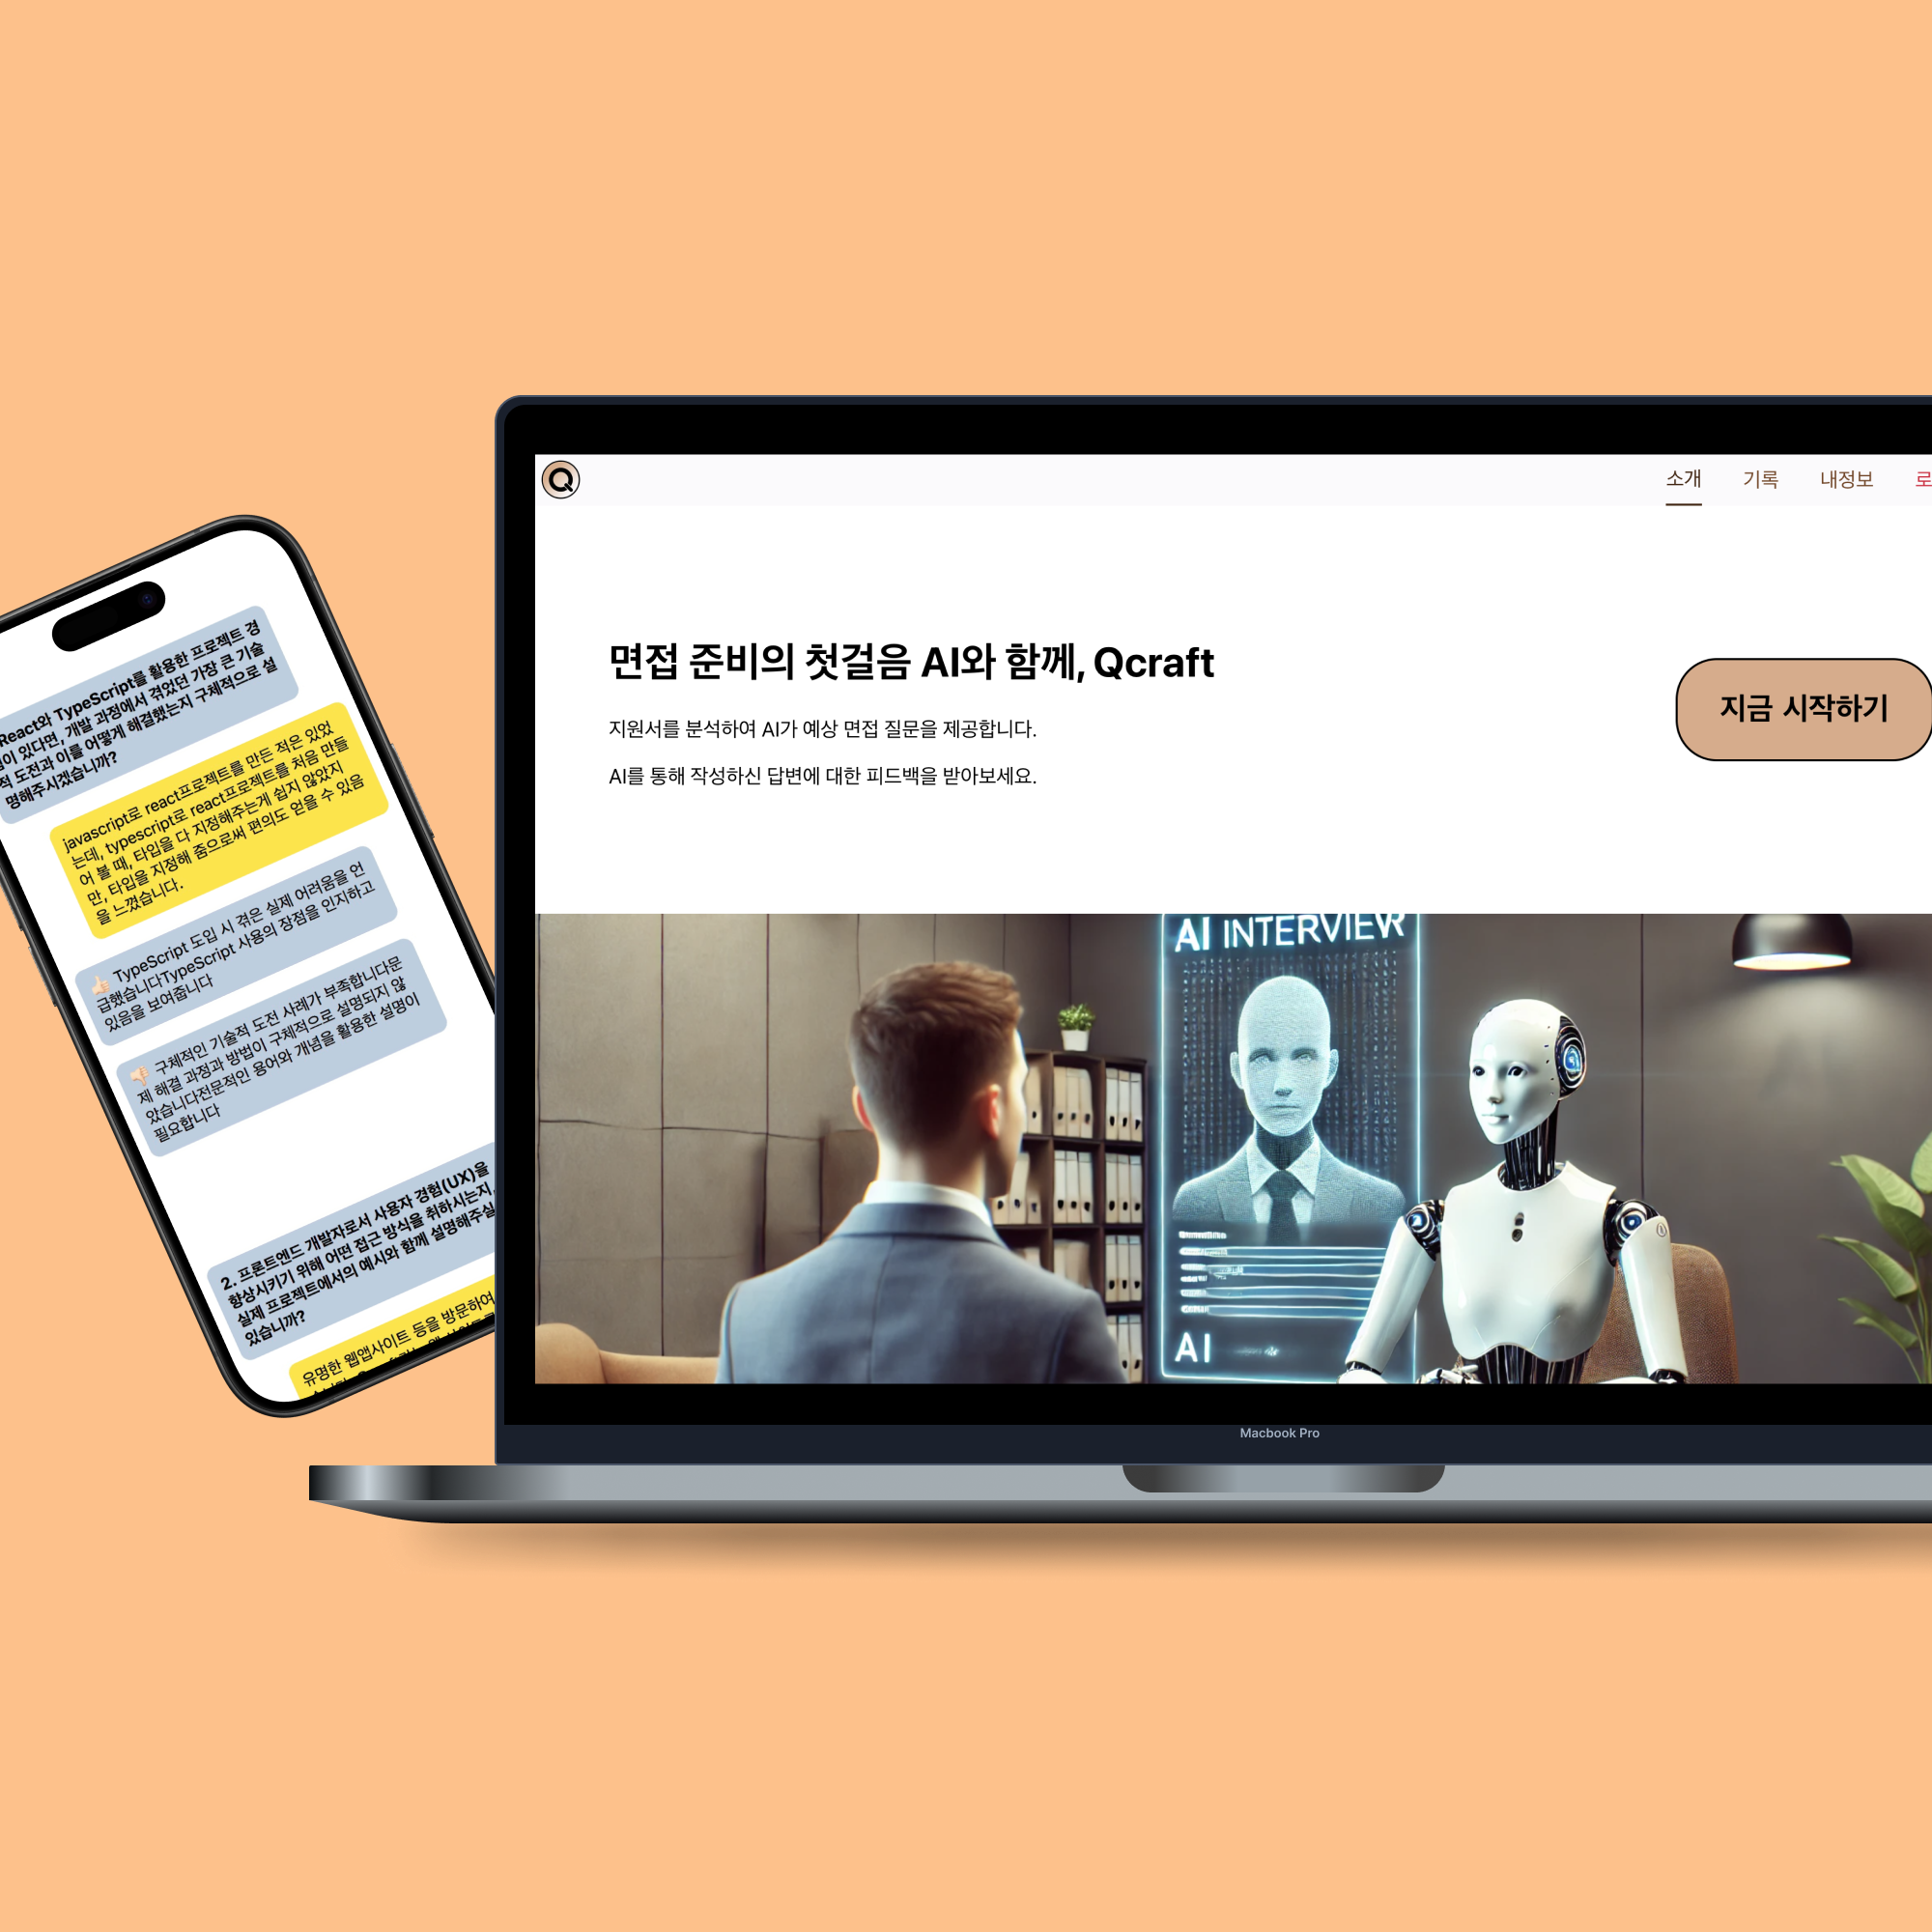 React와 TypeScript를 활용한 프로젝트 경
이 있다면, 개발 과정에서 겪었던 가장 큰 기술
적 도전과 이를 어떻게 해결했는지 구체적으로 설
명해주시겠습니까?
javascript로 react프로젝트를 만든 적은 있었
는데, typescript로 react프로젝트를 처음 만들
어 볼 때, 타입을 다 지정해주는게 쉽지 않았지
만, 타입을 지정해 줌으로써 편의도 얻을 수 있음
을 느꼈습니다.
👍🏻 TypeScript 도입 시 겪은 실제 어려움을 언
급했습니다TypeScript 사용의 장점을 인지하고
있음을 보여줍니다
👎🏻 구체적인 기술적 도전 사례가 부족합니다문
제 해결 과정과 방법이 구체적으로 설명되지 않
았습니다전문적인 용어와 개념을 활용한 설명이
필요합니다
2. 프론트엔드 개발자로서 사용자 경험(UX)을
향상시키기 위해 어떤 접근 방식을 취하시는지,
실제 프로젝트에서의 예시와 함께 설명해주실
있습니까?
유명한 웹앱사이트 등을 방문하여
Q
소개 기록 내정보 로
면접 준비의 첫걸음 AI와 함께, Qcraft
지원서를 분석하여 AI가 예상 면접 질문을 제공합니다.
AI를 통해 작성하신 답변에 대한 피드백을 받아보세요.
지금 시작하기
AI INTERVIEW
AI
Macbook Pro